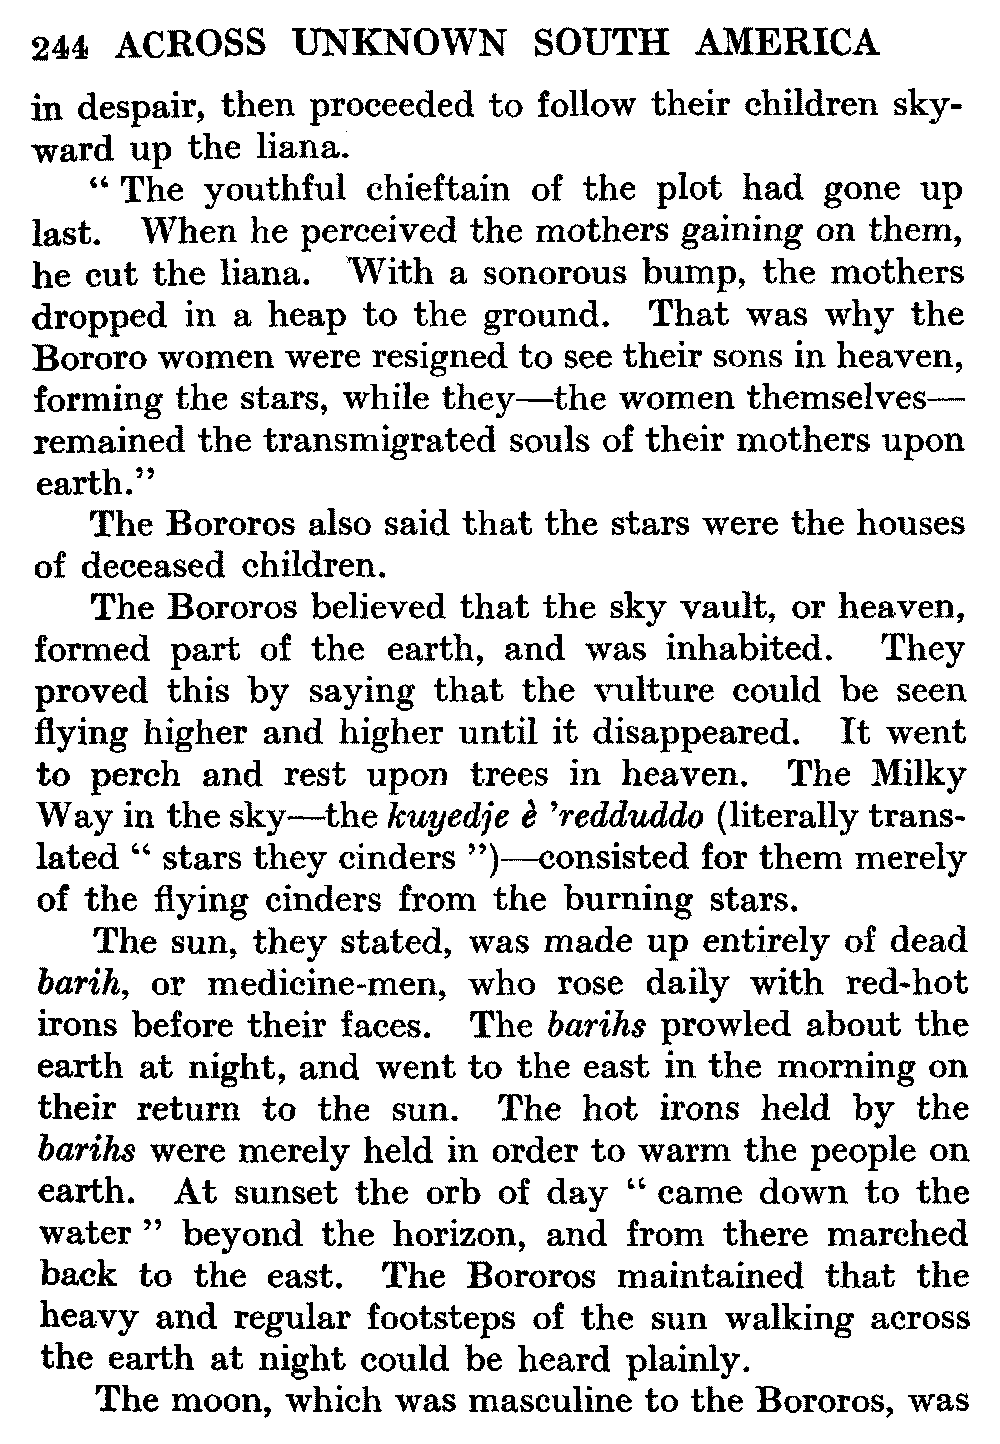 244 ACROSS UNKNOWN SOUTH AMERICA
in despair, then proceeded to follow their children sky-
ward up the liana.
“ The youthful chieftain of the plot had gone up
last. When he perceived the mothers gaining on them,
he cut the liana. With a sonorous bump, the mothers
dropped in a heap to the ground. That was why the
Bororo women were resigned to see their sons in heaven,
forming the stars, while they—the women themselves—
remained the transmigrated souls of their mothers upon
earth.”
The Bororos also said that the stars were the houses
of deceased children.
The Bororos believed that the sky vault, or heaven,
formed part of the earth, and was inhabited. They
proved this by saying that the vulture could be seen
flying higher and higher until it disappeared. It went
to perch and rest upon trees in heaven. The Milky
Way in the sky—the kuyedje è ’redduddo (literally trans-
lated “ stars they cinders ”)—consisted for them merely
of the flying cinders from the burning stars.
The sun, they stated, was made up entirely of dead
barih, or medicine-men, who rose daily with red-hot
irons before their faces. The barihs prowled about the
earth at night, and went to the east in the morning on
their return to the sun. The hot irons held by the
barihs were merely held in order to warm the people on
earth. At sunset the orb of day “ came down to the
water ” beyond the horizon, and from there marched
back to the east. The Bororos maintained that the
heavy and regular footsteps of the sun walking across
the earth at night could be heard plainly.
The moon, which was masculine to the Bororos, was